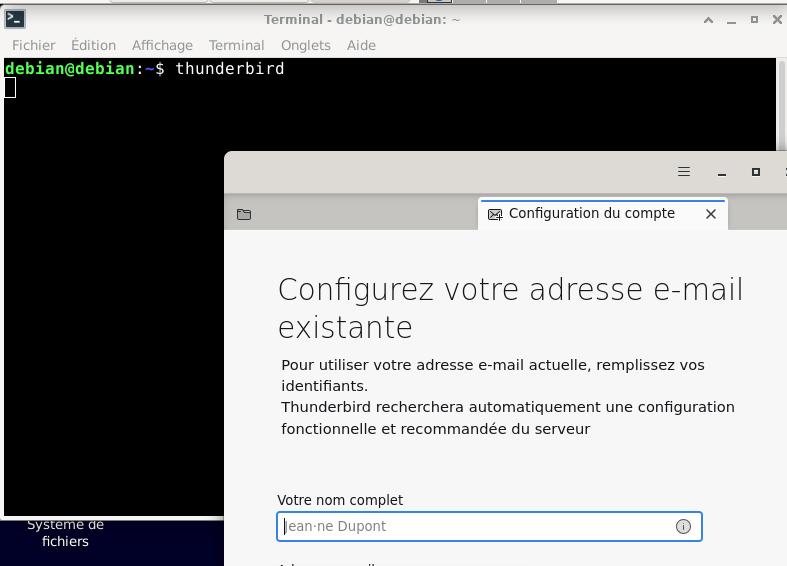 Terminal - debian@debian: ~
Fichier Édition Affichage Terminal Onglets Aide
debian@debian:~$ thunderbird
Configuration du compte
Configurez votre adresse e-mail
existante
Pour utiliser votre adresse e-mail actuelle, remplissez vos
identifiants.
Thunderbird recherchera automatiquement une configuration
fonctionnelle et recommandée du serveur
Votre nom complet
Jean·ne Dupont
Système de
fichiers